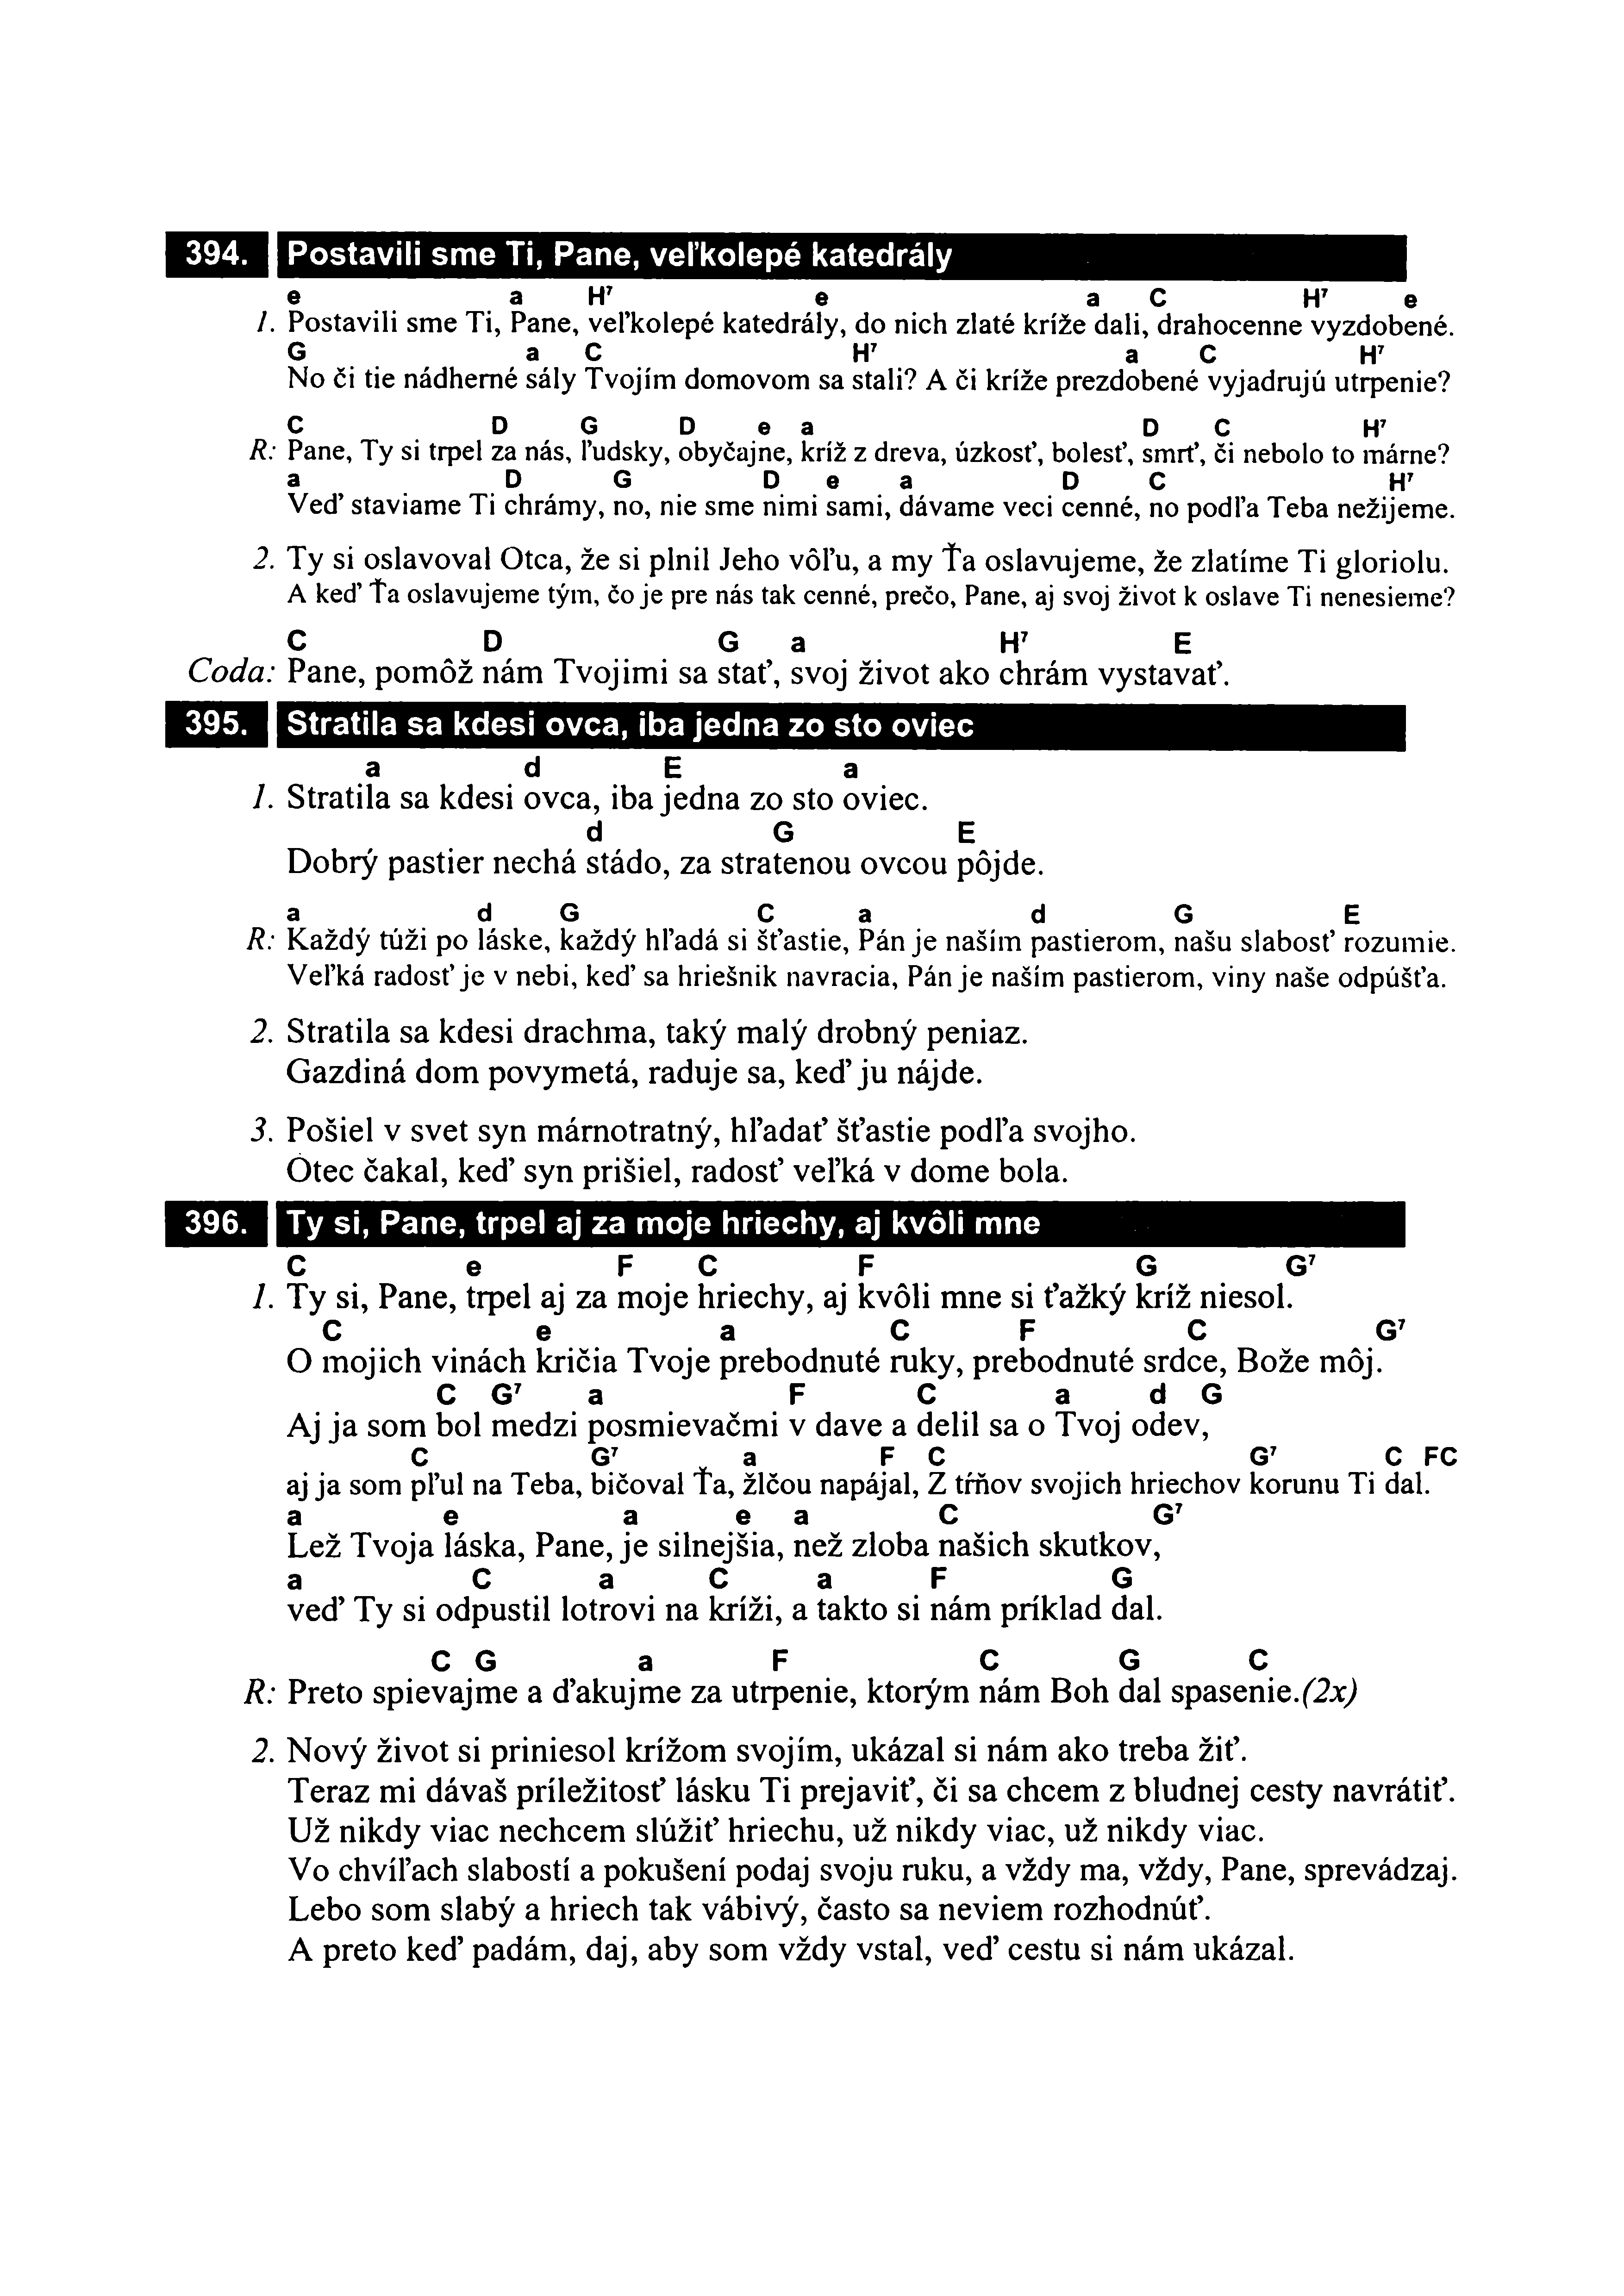 394. Postavili sme Ti, Pane, veľkolepé katedrály
e a H⁷ e a C H⁷ e
1. Postavili sme Ti, Pane, veľkolepé katedrály, do nich zlaté kríže dali, drahocenne vyzdobené.
G a C H⁷ a C H⁷
No či tie nádherné sály Tvojím domovom sa stali? A či kríže prezdobené vyjadrujú utrpenie?
C D G D e a D C H⁷
R: Pane, Ty si trpel za nás, ľudsky, obyčajne, kríž z dreva, úzkosť, bolesť, smrť, či nebolo to márne?
a D G D e a D C H⁷
Veď staviame Ti chrámy, no, nie sme nimi sami, dávame veci cenné, no podľa Teba nežijeme.
2. Ty si oslavoval Otca, že si plnil Jeho vôľu, a my Ťa oslavujeme, že zlatíme Ti gloriolu.
A keď Ťa oslavujeme tým, čo je pre nás tak cenné, prečo, Pane, aj svoj život k oslave Ti nenesieme?
C D G a H⁷ E
Coda: Pane, pomôž nám Tvojimi sa stať, svoj život ako chrám vystavať.
395. Stratila sa kdesi ovca, iba jedna zo sto oviec
a d E a
1. Stratila sa kdesi ovca, iba jedna zo sto oviec.
d G E
Dobrý pastier nechá stádo, za stratenou ovcou pôjde.
a d G C a d G E
R: Každý túži po láske, každý hľadá si šťastie, Pán je naším pastierom, našu slabosť rozumie.
Veľká radosť je v nebi, keď sa hriešnik navracia, Pán je naším pastierom, viny naše odpúšťa.
2. Stratila sa kdesi drachma, taký malý drobný peniaz.
Gazdiná dom povymetá, raduje sa, keď ju nájde.
3. Pošiel v svet syn márnotratný, hľadať šťastie podľa svojho.
Otec čakal, keď syn prišiel, radosť veľká v dome bola.
396. Ty si, Pane, trpel aj za moje hriechy, aj kvôli mne
C e F C F G G⁷
1. Ty si, Pane, trpel aj za moje hriechy, aj kvôli mne si ťažký kríž niesol.
C e a C F C G⁷
O mojich vinách kričia Tvoje prebodnuté ruky, prebodnuté srdce, Bože môj.
C G⁷ a F C a d G
Aj ja som bol medzi posmievačmi v dave a delil sa o Tvoj odev,
C G⁷ a F C G⁷ C FC
aj ja som pľul na Teba, bičoval Ťa, žlčou napájal, Z tŕňov svojich hriechov korunu Ti dal.
a e a e a C G⁷
Lež Tvoja láska, Pane, je silnejšia, než zloba našich skutkov,
a C a C a F G
veď Ty si odpustil lotrovi na kríži, a takto si nám príklad dal.
C G a F C G C
R: Preto spievajme a ďakujme za utrpenie, ktorým nám Boh dal spasenie.(2x)
2. Nový život si priniesol krížom svojím, ukázal si nám ako treba žiť.
Teraz mi dávaš príležitosť lásku Ti prejaviť, či sa chcem z bludnej cesty navrátiť.
Už nikdy viac nechcem slúžiť hriechu, už nikdy viac, už nikdy viac.
Vo chvíľach slabostí a pokušení podaj svoju ruku, a vždy ma, vždy, Pane, sprevádzaj.
Lebo som slabý a hriech tak vábivý, často sa neviem rozhodnúť.
A preto keď padám, daj, aby som vždy vstal, veď cestu si nám ukázal.